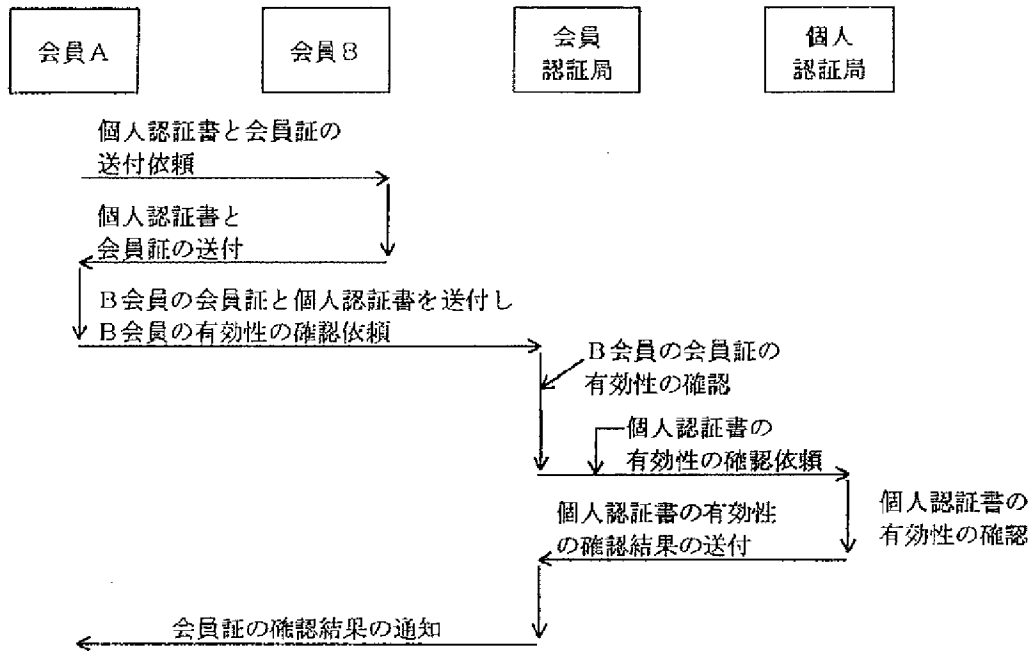 会員A
会員B
会員
認証局
個人
認証局
個人認証書と会員証の
送付依頼
個人認証書と
会員証の送付
B会員の会員証と個人認証書を送付し
B会員の有効性の確認依頼
B会員の会員証の
有効性の確認
個人認証書の
有効性の確認依頼
個人認証書の
有効性の確認
個人認証書の有効性
の確認結果の送付
会員証の確認結果の通知